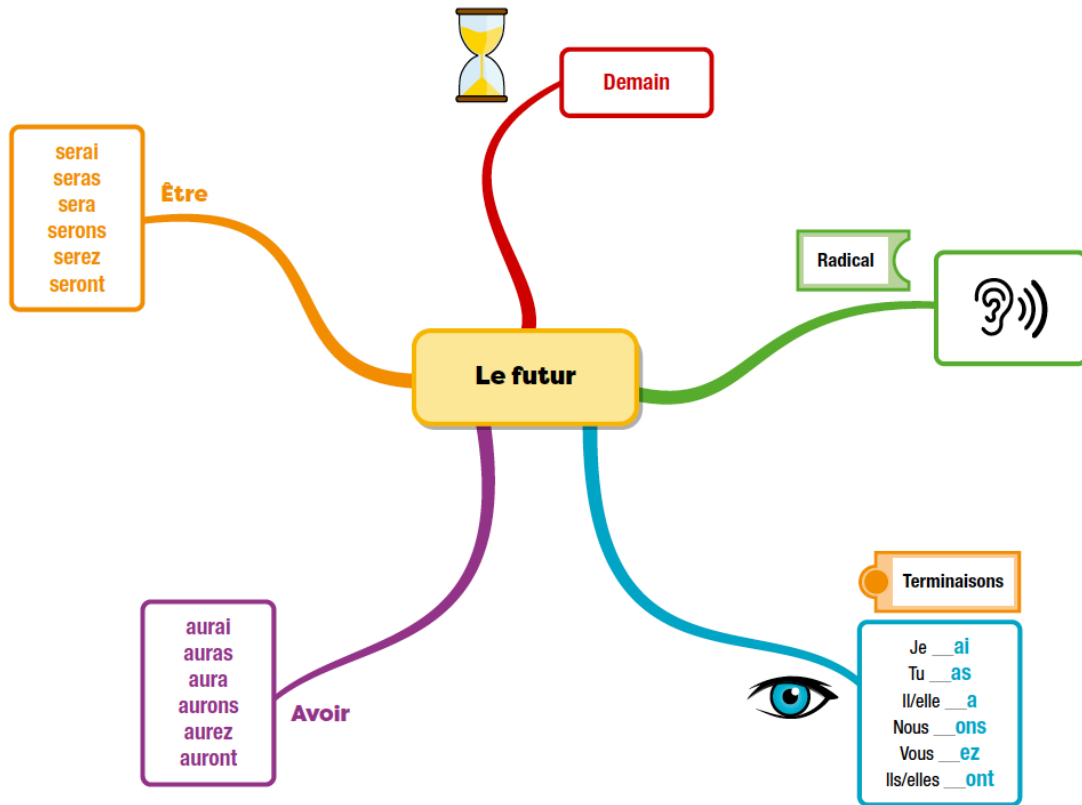 Demain
serai
seras
sera
serons
serez
seront
Être
Radical
Le futur
Terminaisons
Je __ai
Tu __as
Il/elle __a
Nous __ons
Vous __ez
Ils/elles __ont
aurai
auras
aura
aurons
aurez
auront
Avoir